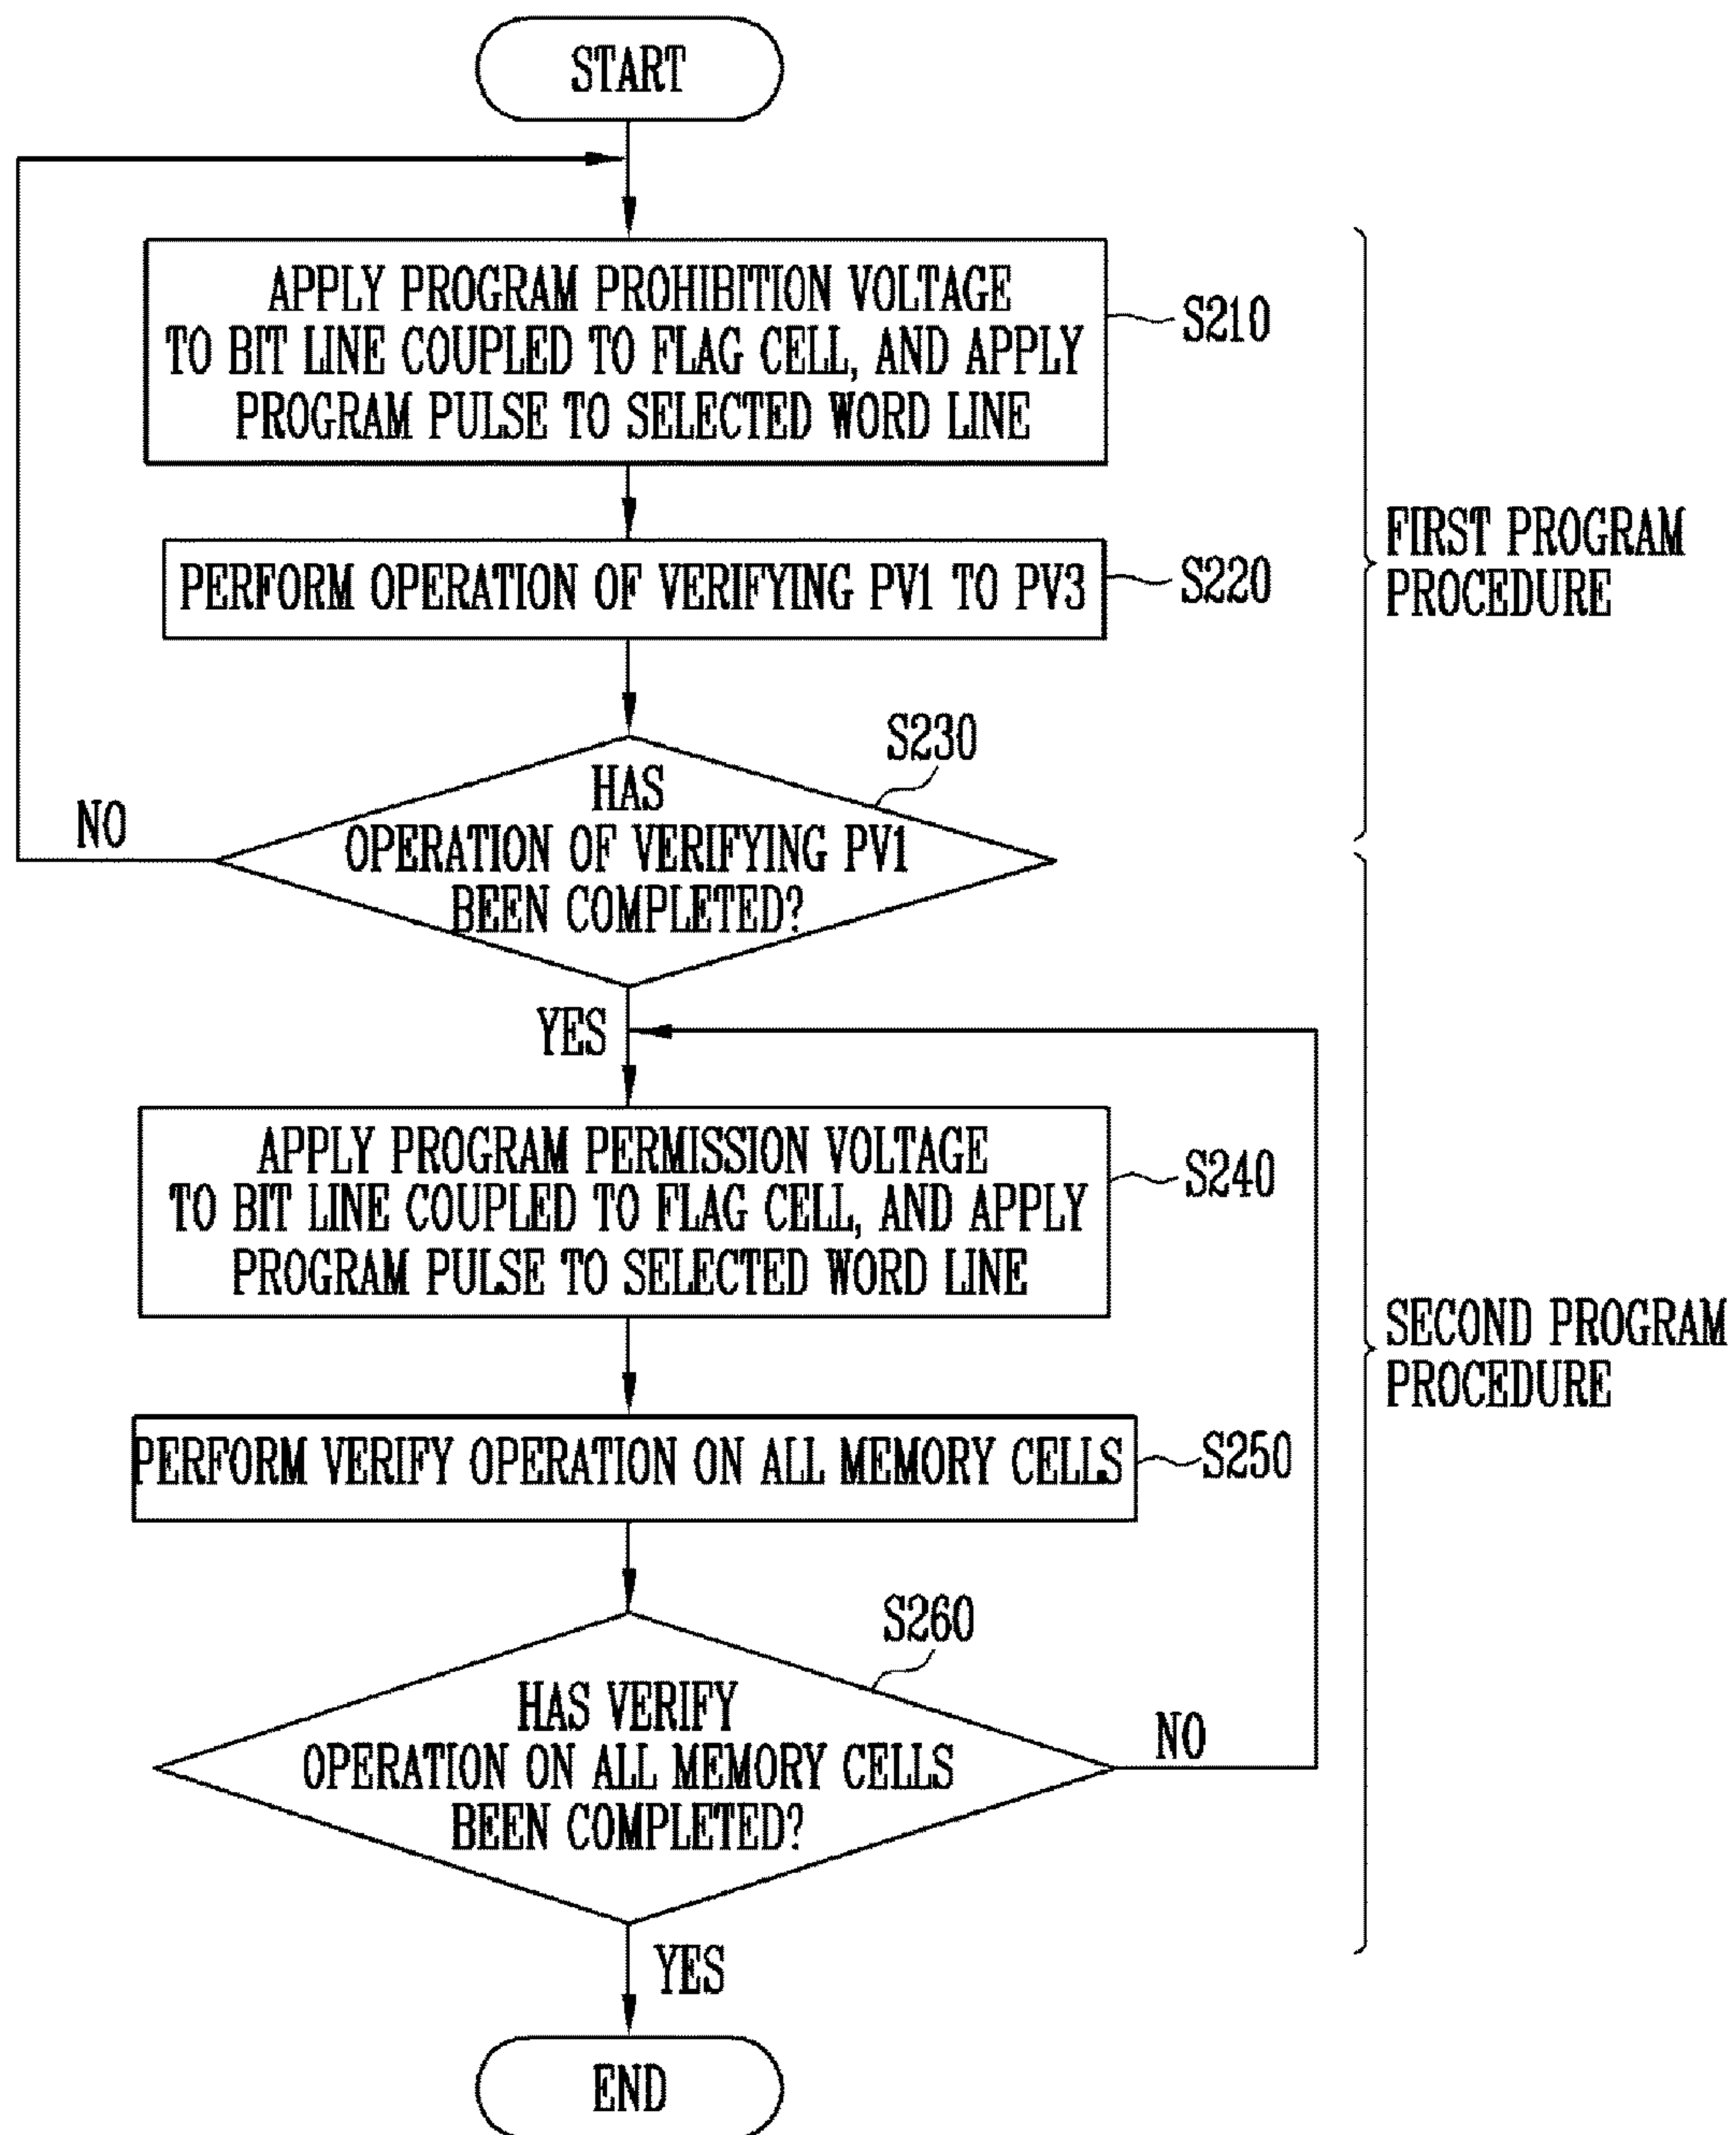 START
APPLY PROGRAM PROHIBITION VOLTAGE
TO BIT LINE COUPLED TO FLAG CELL, AND APPLY
PROGRAM PULSE TO SELECTED WORD LINE
S210
PERFORM OPERATION OF VERIFYING PV1 TO PV3
S220
FIRST PROGRAM
PROCEDURE
S230
HAS
OPERATION OF VERIFYING PV1
BEEN COMPLETED?
NO
YES
APPLY PROGRAM PERMISSION VOLTAGE
TO BIT LINE COUPLED TO FLAG CELL, AND APPLY
PROGRAM PULSE TO SELECTED WORD LINE
S240
SECOND PROGRAM
PROCEDURE
PERFORM VERIFY OPERATION ON ALL MEMORY CELLS
S250
S260
HAS VERIFY
OPERATION ON ALL MEMORY CELLS
BEEN COMPLETED?
NO
YES
END